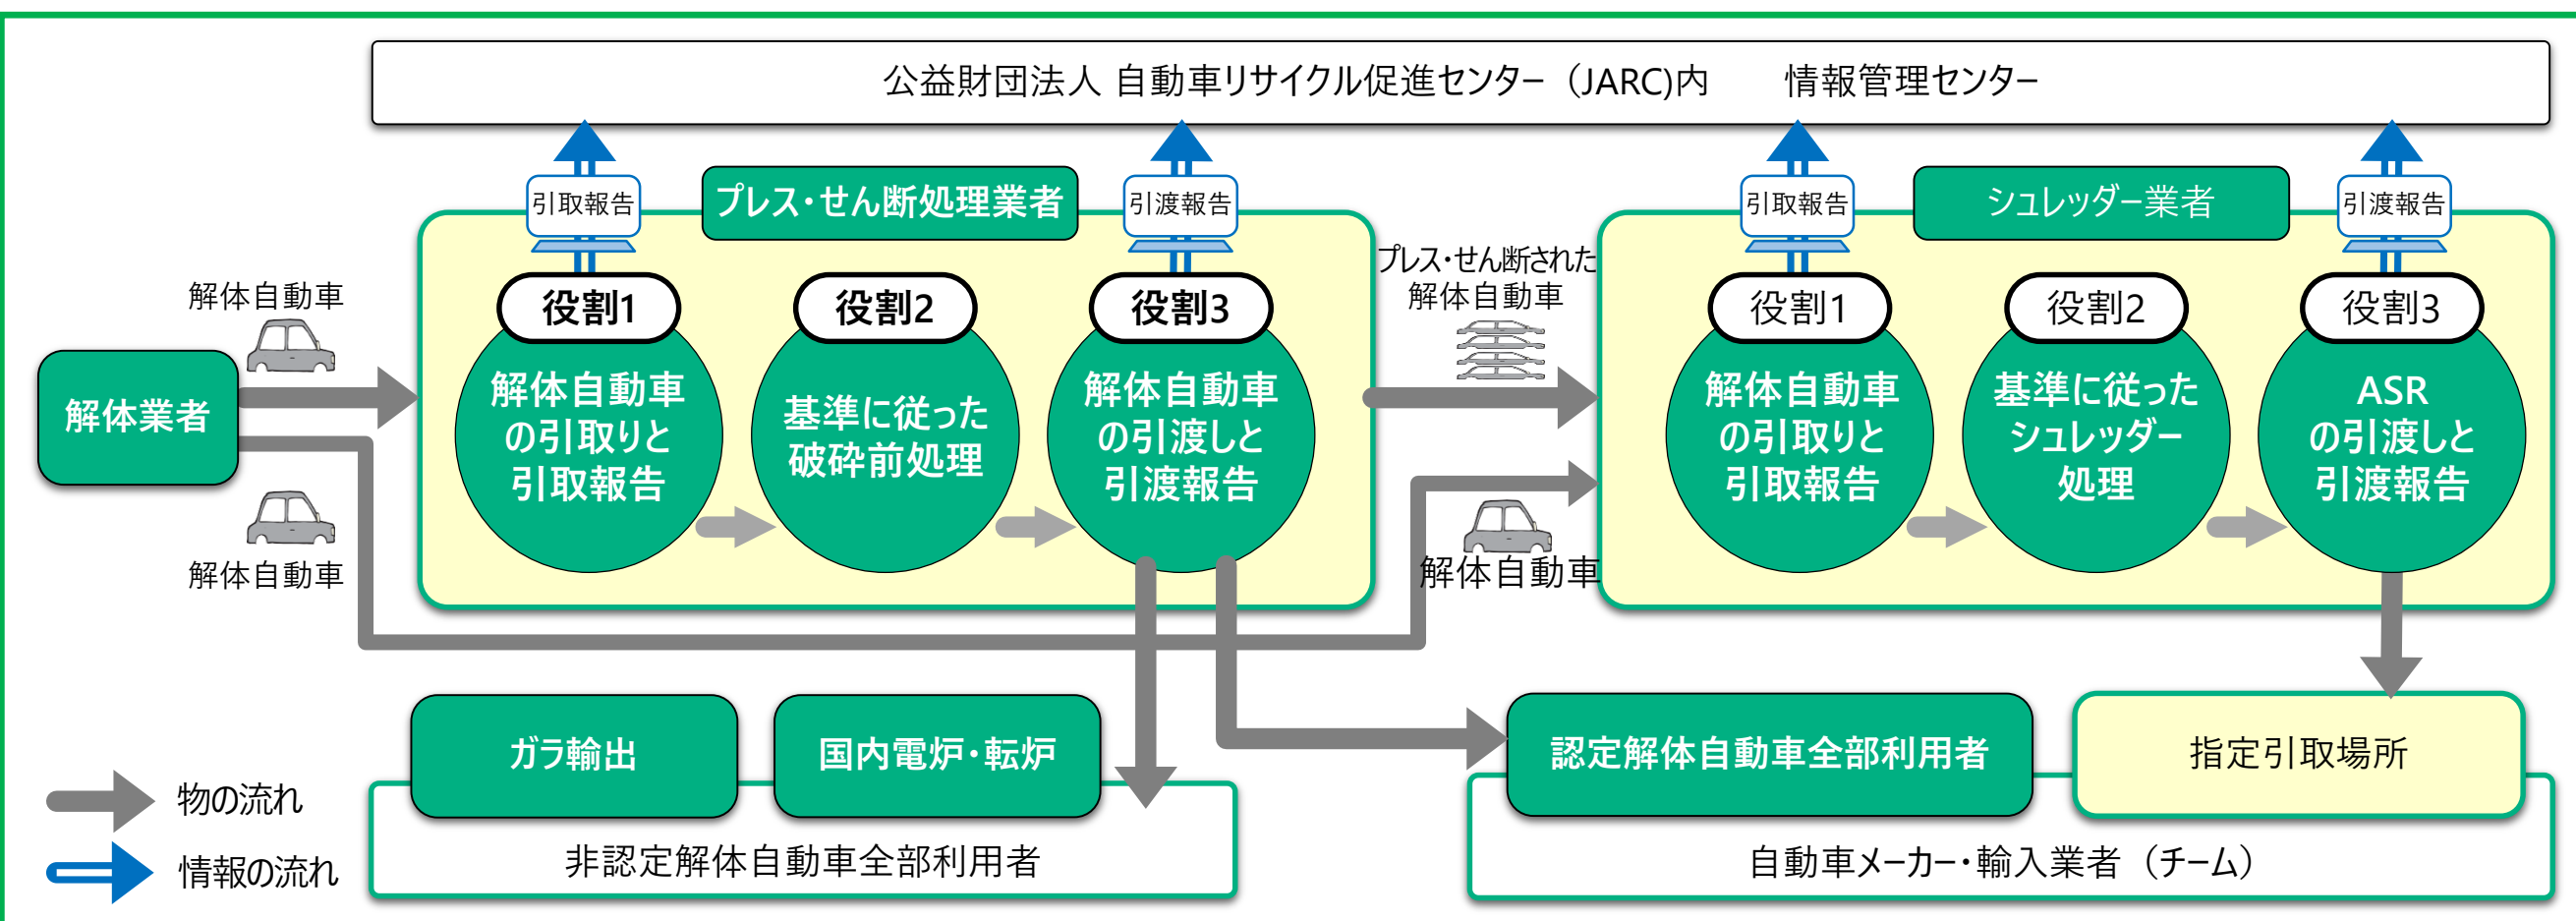 公益財団法人 自動車リサイクル促進センター（JARC)内　　情報管理センター
引取報告
プレス・せん断処理業者
引渡報告
引取報告
シュレッダー業者
引渡報告
解体自動車
解体業者
解体自動車
役割1
解体自動車
の引取りと
引取報告
役割2
基準に従った
破砕前処理
役割3
解体自動車
の引渡しと
引渡報告
プレス・せん断された
解体自動車
解体自動車
役割1
解体自動車
の引取りと
引取報告
役割2
基準に従った
シュレッダー
処理
役割3
ASR
の引渡しと
引渡報告
ガラ輸出
国内電炉・転炉
非認定解体自動車全部利用者
認定解体自動車全部利用者
指定引取場所
自動車メーカー・輸入業者（チーム）
物の流れ
情報の流れ